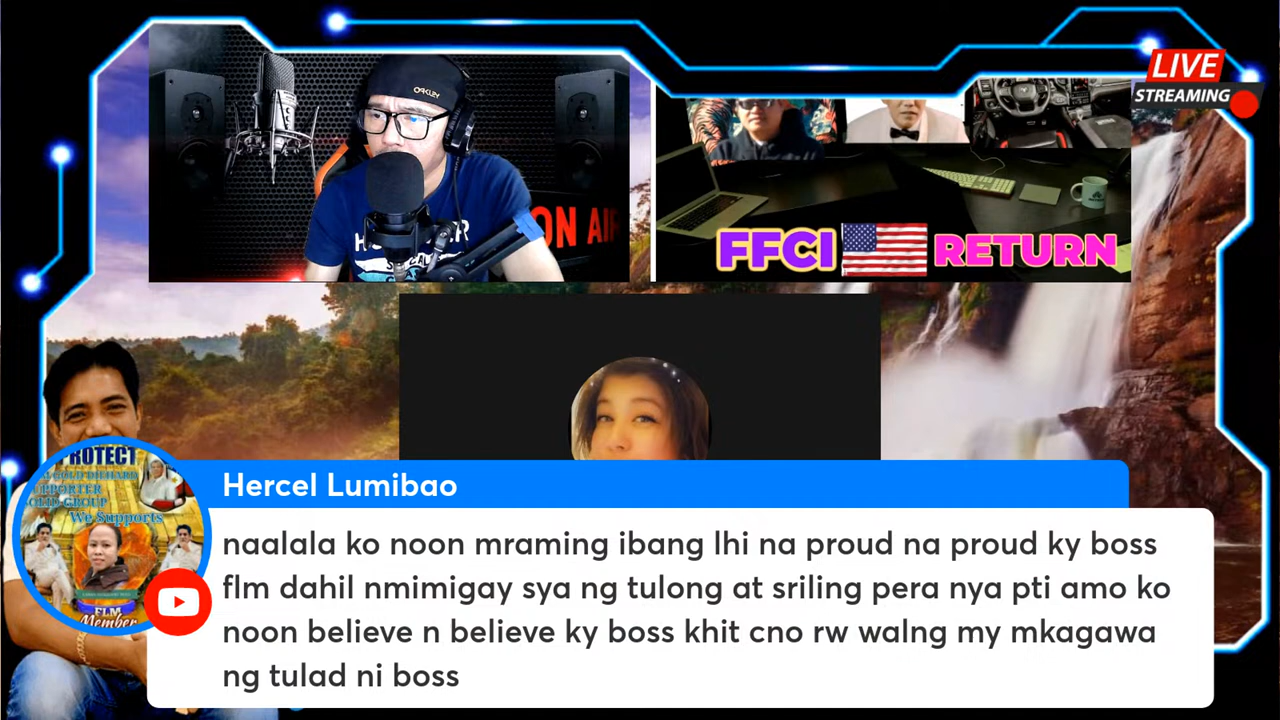 OAKLEY
LIVE
STREAMING
ON AIR
FFCI
RETURN
PROTECT
SOLID GROUP
We Supports
FLM
Member
Hercel Lumibao
naalala ko noon mraming ibang lhi na proud na proud ky boss
flm dahil nmimigay sya ng tulong at sriling pera nya pti amo ko
noon believe n believe ky boss khit cno rw walng my mkagawa
ng tulad ni boss